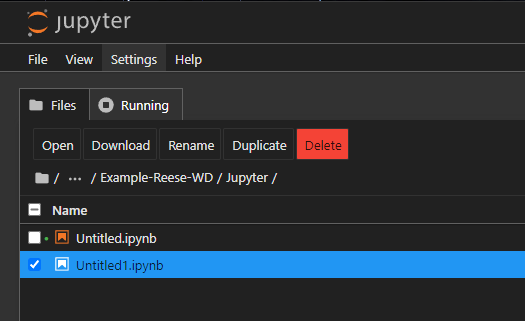 jupyter
File View Settings Help
Files Running
Open Download Rename Duplicate Delete
/ ... / Example-Reese-WD / Jupyter /
Name
Untitled.ipynb
Untitled1.ipynb